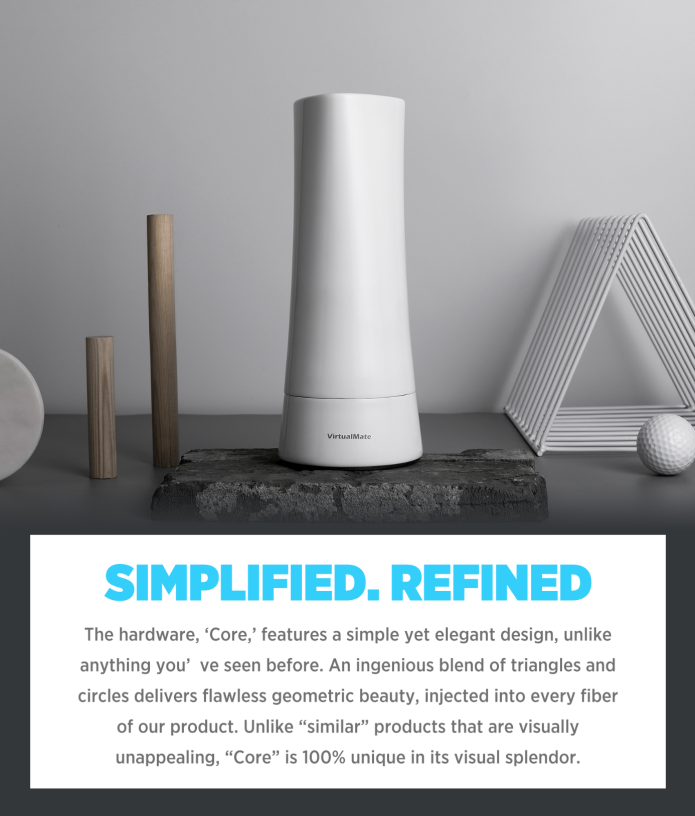 VirtualMate
SIMPLIFIED. REFINED
The hardware, ‘Core,’ features a simple yet elegant design, unlike
anything you’ ve seen before. An ingenious blend of triangles and
circles delivers flawless geometric beauty, injected into every fiber
of our product. Unlike “similar” products that are visually
unappealing, “Core” is 100% unique in its visual splendor.